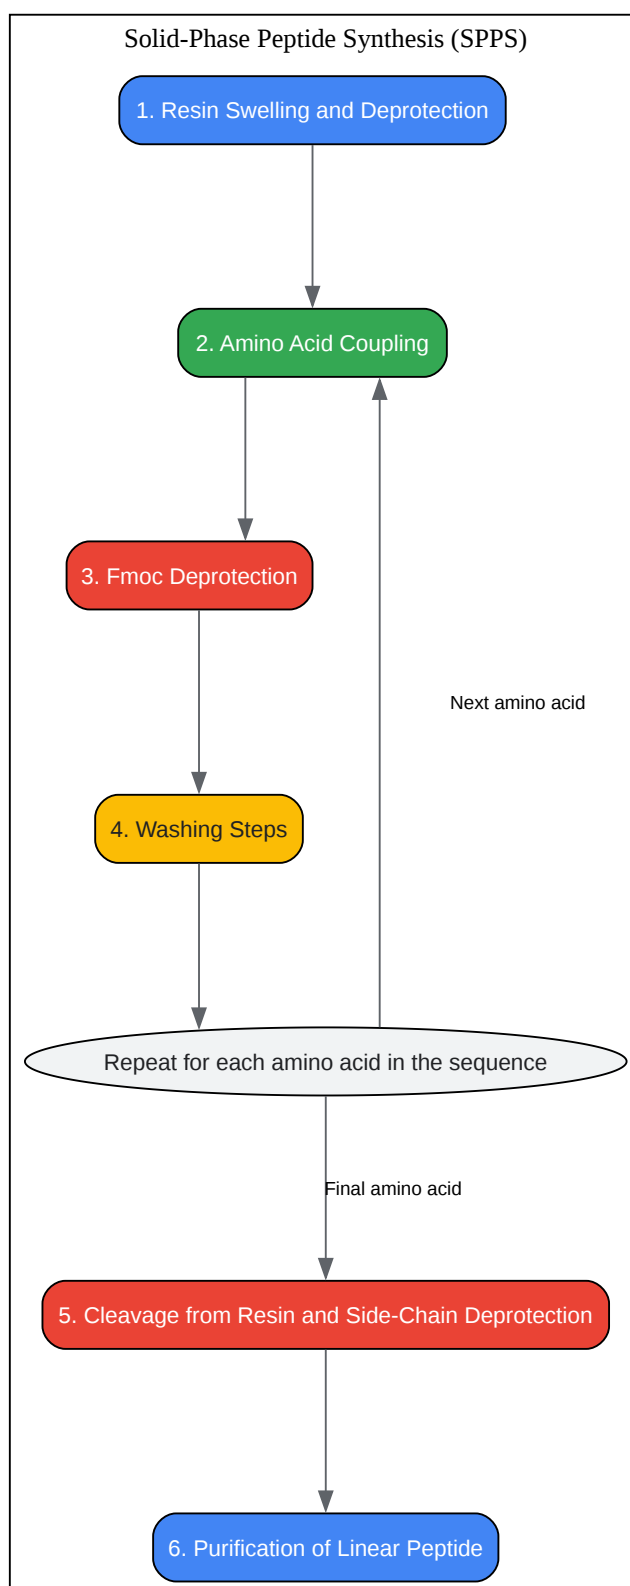 Solid-Phase Peptide Synthesis (SPPS)
1. Resin Swelling and Deprotection
2. Amino Acid Coupling
3. Fmoc Deprotection
Next amino acid
4. Washing Steps
Repeat for each amino acid in the sequence
Final amino acid
5. Cleavage from Resin and Side-Chain Deprotection
6. Purification of Linear Peptide